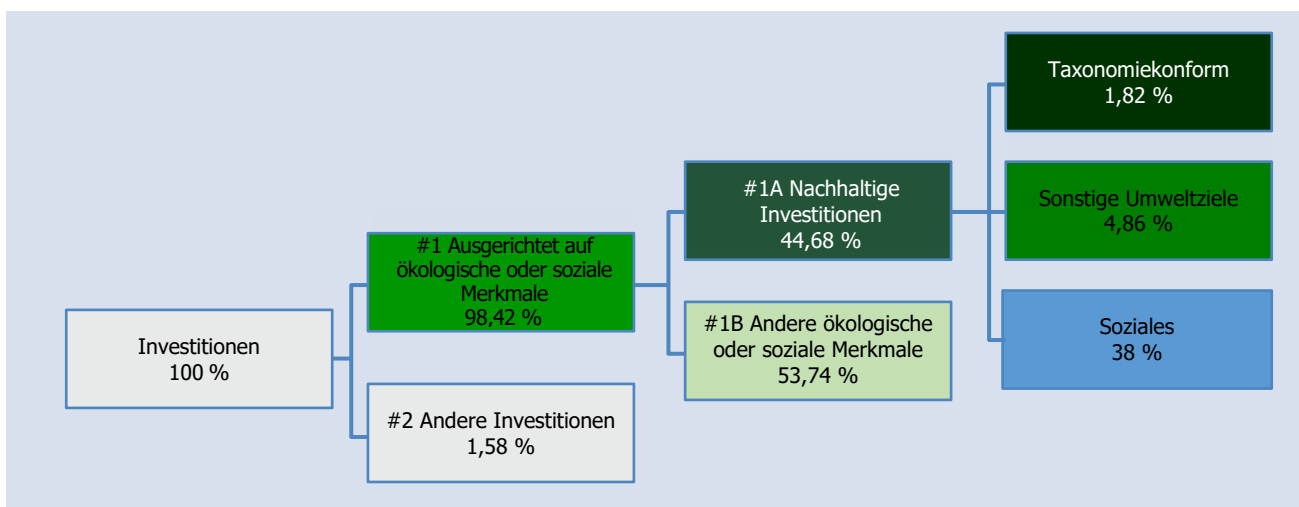 Investitionen
100 %
#1 Ausgerichtet auf
ökologische oder soziale
Merkmale
98,42 %
#2 Andere Investitionen
1,58 %
#1A Nachhaltige
Investitionen
44,68 %
#1B Andere ökologische
oder soziale Merkmale
53,74 %
Taxonomiekonform
1,82 %
Sonstige Umweltziele
4,86 %
Soziales
38 %